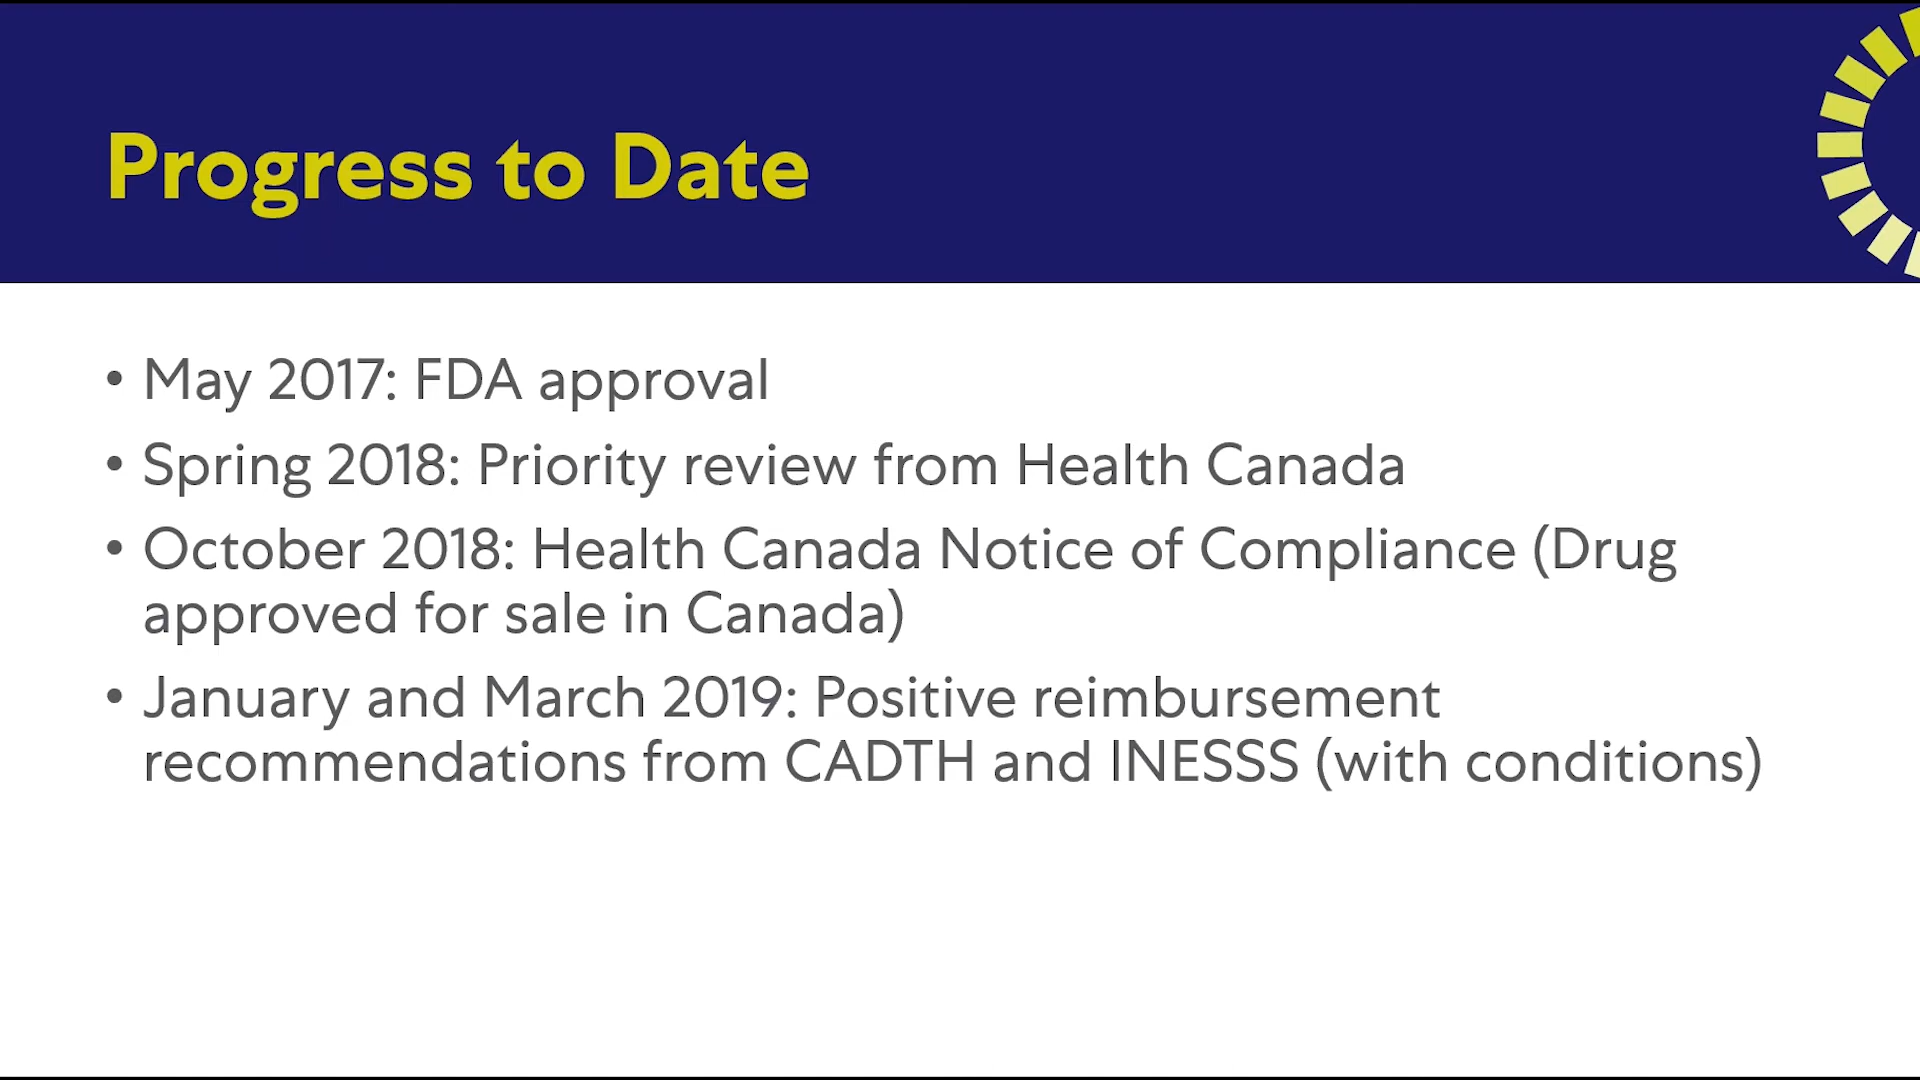 Progress to Date
• May 2017: FDA approval
• Spring 2018: Priority review from Health Canada
• October 2018: Health Canada Notice of Compliance (Drug
approved for sale in Canada)
• January and March 2019: Positive reimbursement
recommendations from CADTH and INESSS (with conditions)